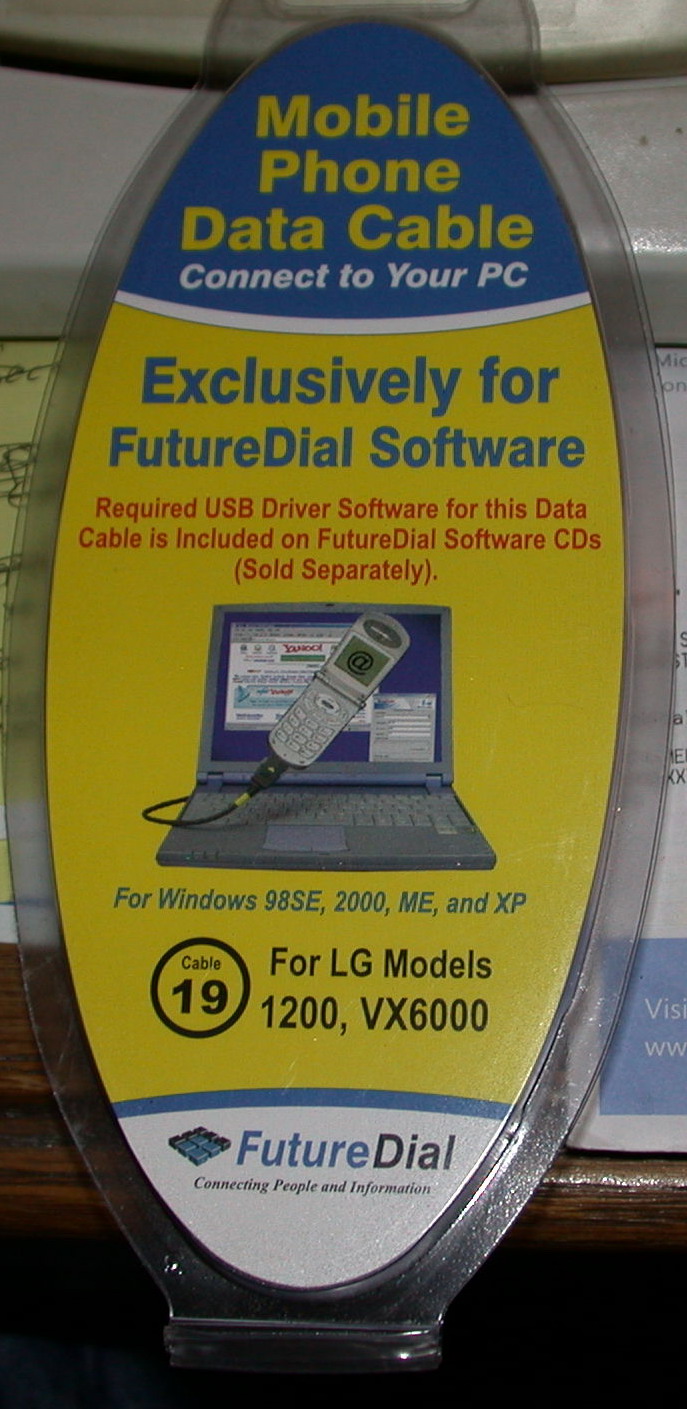 Mobile
Phone
Data Cable
Connect to Your PC
Exclusively for
FutureDial Software
Required USB Driver Software for this Data
Cable is Included on FutureDial Software CDs
(Sold Separately).
YAHOO!
@
For Windows 98SE, 2000, ME, and XP
Cable
19
For LG Models
1200, VX6000
FutureDial
Connecting People and Information